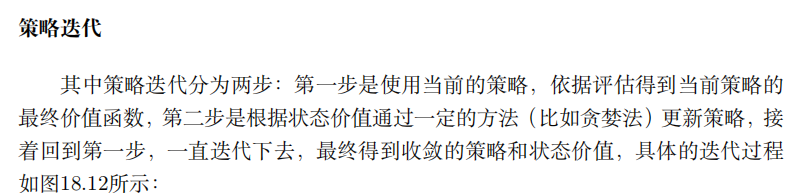 策略迭代
其中策略迭代分为两步：第一步是使用当前的策略，依据评估得到当前策略的
最终价值函数，第二步是根据状态价值通过一定的方法（比如贪婪法）更新策略，接
着回到第一步，一直迭代下去，最终得到收敛的策略和状态价值，具体的迭代过程
如图18.12所示：